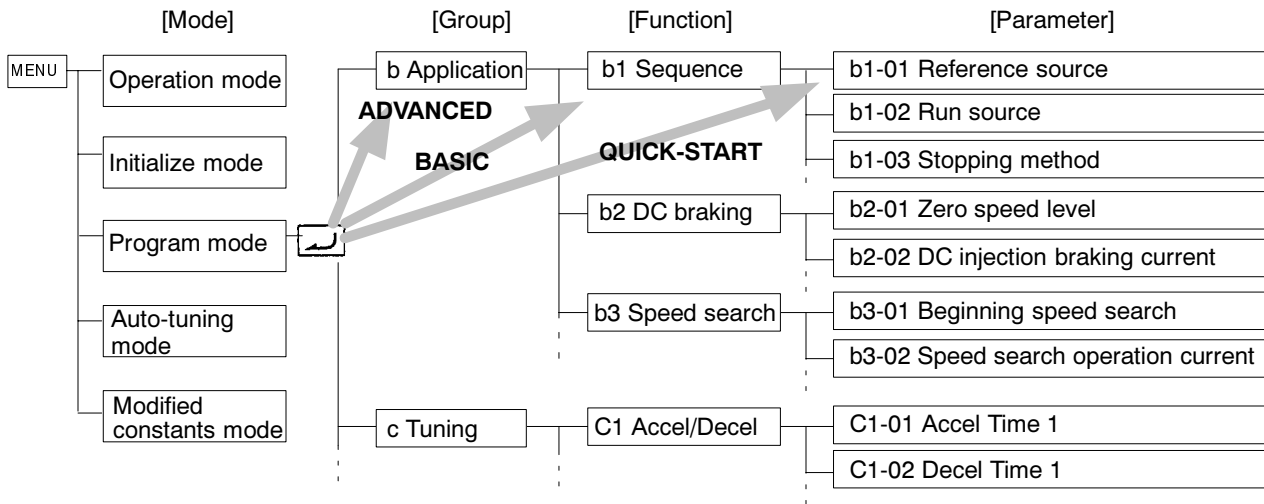 [Mode] [Group] [Function] [Parameter]
MENU
Operation mode
b Application
b1 Sequence
b1-01 Reference source
ADVANCED
b1-02 Run source
Initialize mode
BASIC
QUICK-START
b1-03 Stopping method
Program mode
b2 DC braking
b2-01 Zero speed level
b2-02 DC injection braking current
Auto-tuning
mode
b3 Speed search
b3-01 Beginning speed search
b3-02 Speed search operation current
Modified
constants mode
c Tuning
C1 Accel/Decel
C1-01 Accel Time 1
C1-02 Decel Time 1